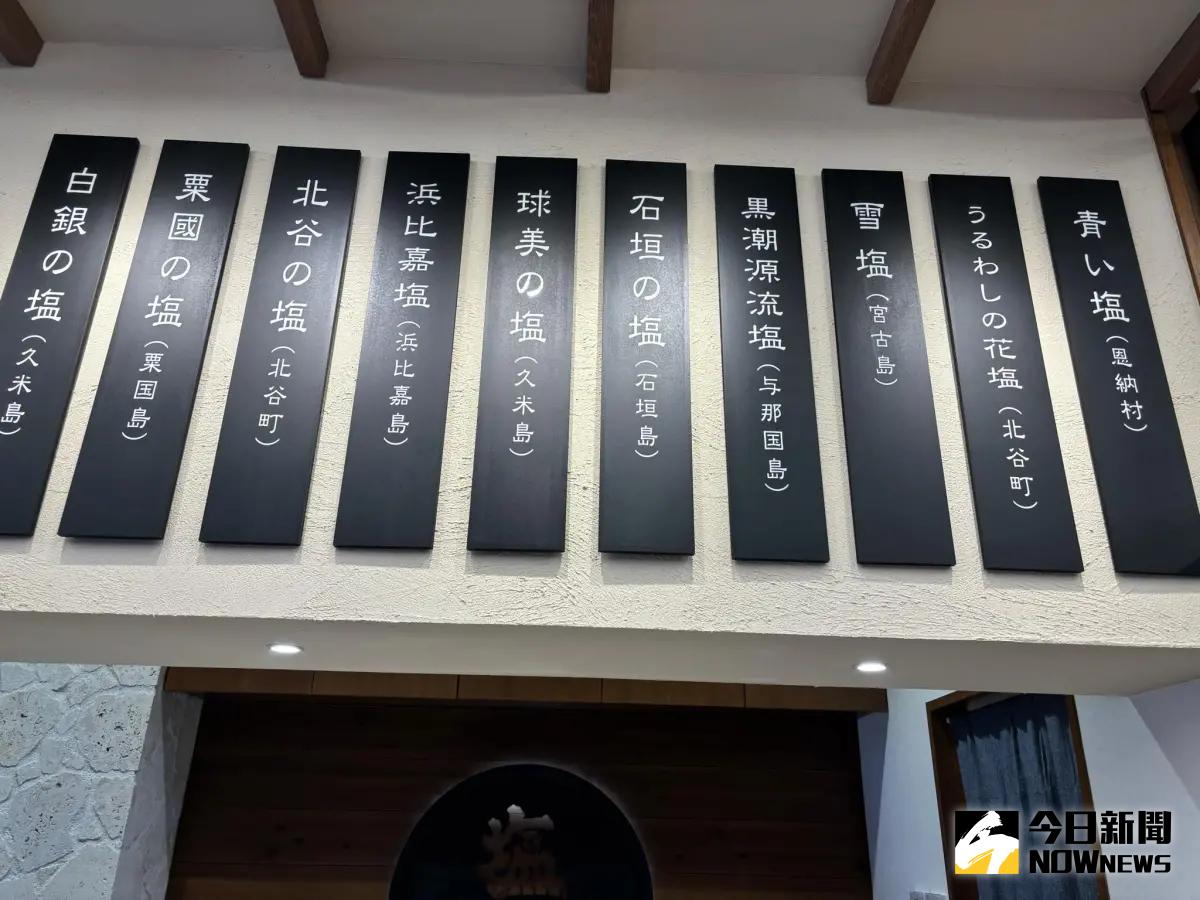 青い塩（恩納村）
うるわしの花塩（北谷町）
雪塩（宮古島）
黒潮源流塩（与那国島）
石垣の塩（石垣島）
球美の塩（久米島）
浜比嘉塩（浜比嘉島）
北谷の塩（北谷町）
粟國の塩（粟国島）
白銀の塩（久米島）
塩
今日新聞
NOWNEWS